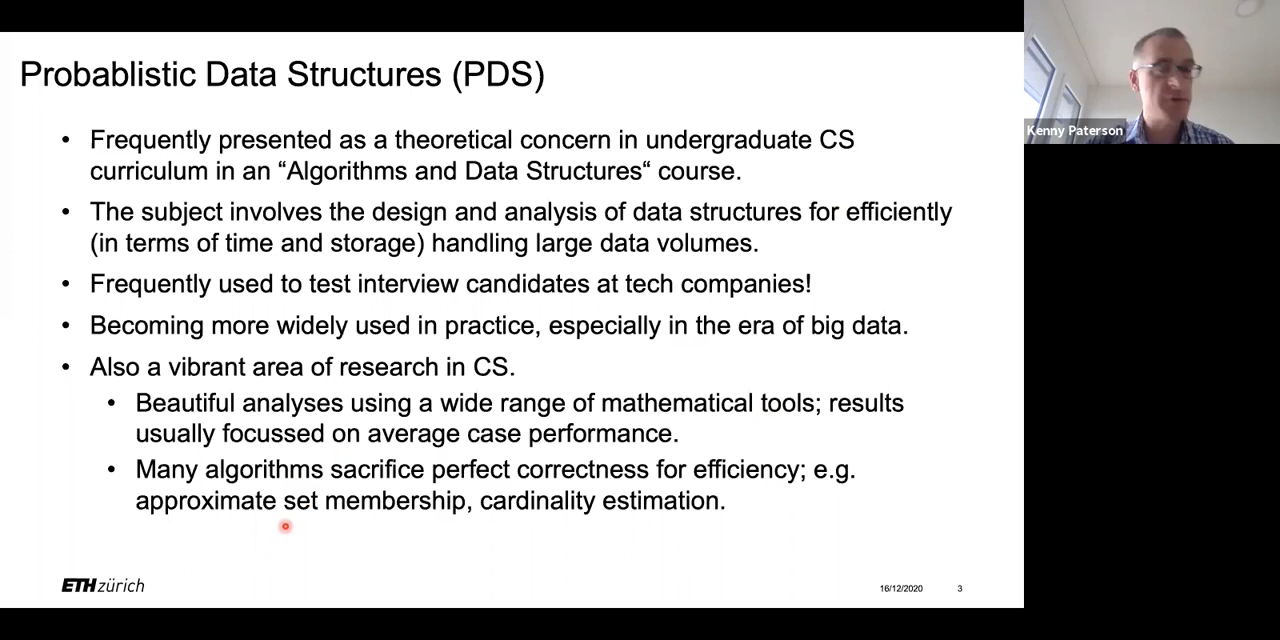 Probablistic Data Structures (PDS)
• Frequently presented as a theoretical concern in undergraduate CS
curriculum in an “Algorithms and Data Structures“ course.
• The subject involves the design and analysis of data structures for efficiently
(in terms of time and storage) handling large data volumes.
• Frequently used to test interview candidates at tech companies!
• Becoming more widely used in practice, especially in the era of big data.
• Also a vibrant area of research in CS.
• Beautiful analyses using a wide range of mathematical tools; results
usually focussed on average case performance.
• Many algorithms sacrifice perfect correctness for efficiency; e.g.
approximate set membership, cardinality estimation.
ETH zürich
16/12/2020 3
Kenny Paterson